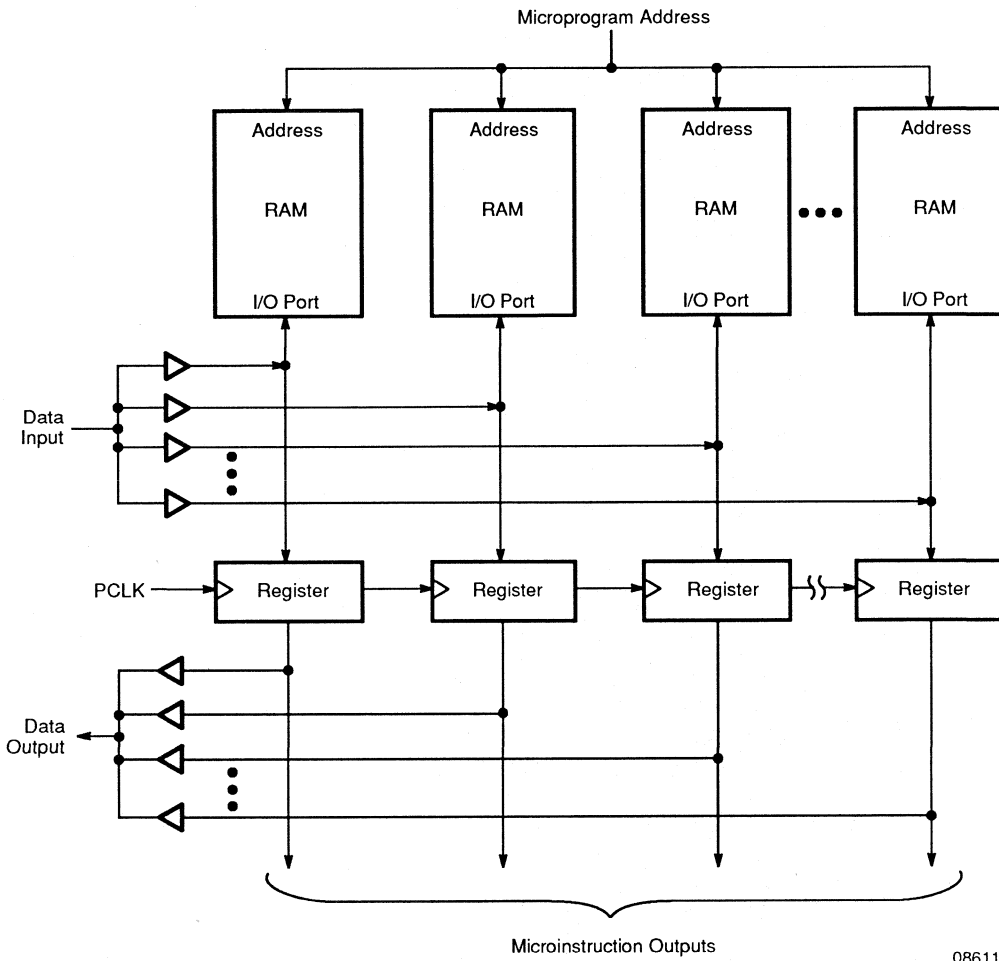 Microprogram Address
Address Address Address Address
RAM RAM RAM RAM
I/O Port I/O Port I/O Port I/O Port
Data
Input
PCLK Register Register Register Register
Data
Output
Microinstruction Outputs
08611